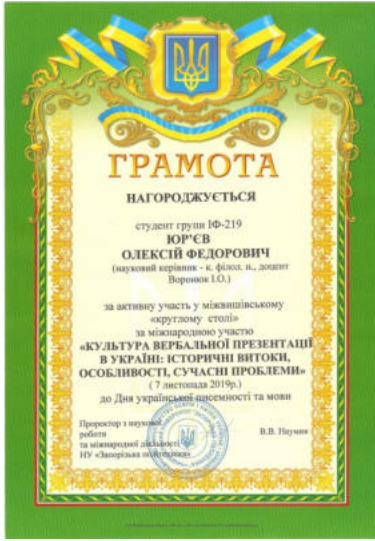 ГРАМОТА
НАГОРОДЖУЄТЬСЯ
студент групи ІФ-219
ЮР'ЄВ
ОЛЕКСІЙ ФЕДОРОВИЧ
(науковий керівник - к. філол. н., доцент
Воронюк І.О.)
за активну участь у міжвишівському
«круглому столі»
за міжнародною участю
«КУЛЬТУРА ВЕРБАЛЬНОЇ ПРЕЗЕНТАЦІЇ
В УКРАЇНІ: ІСТОРИЧНІ ВИТОКИ,
ОСОБЛИВОСТІ, СУЧАСНІ ПРОБЛЕМИ»
( 7 листопада 2019р.)
до Дня української писемності та мови
Проректор з наукової
роботи
та міжнародної діяльності
НУ «Запорізька політехніка»
В.В. Наумик